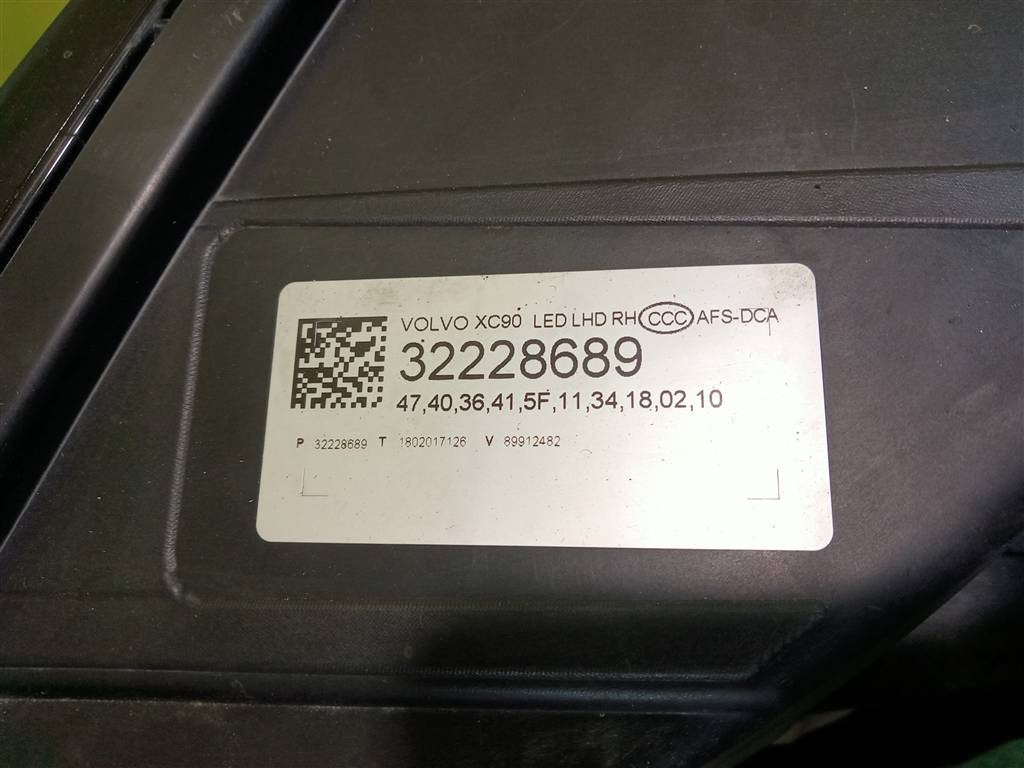 VOLVO XC90 LED LHD RH CCC AFS-DCA
32228689
47,40,36,41,5F,11,34,18,02,10
P 32228689 T 1802017126 V 89912482